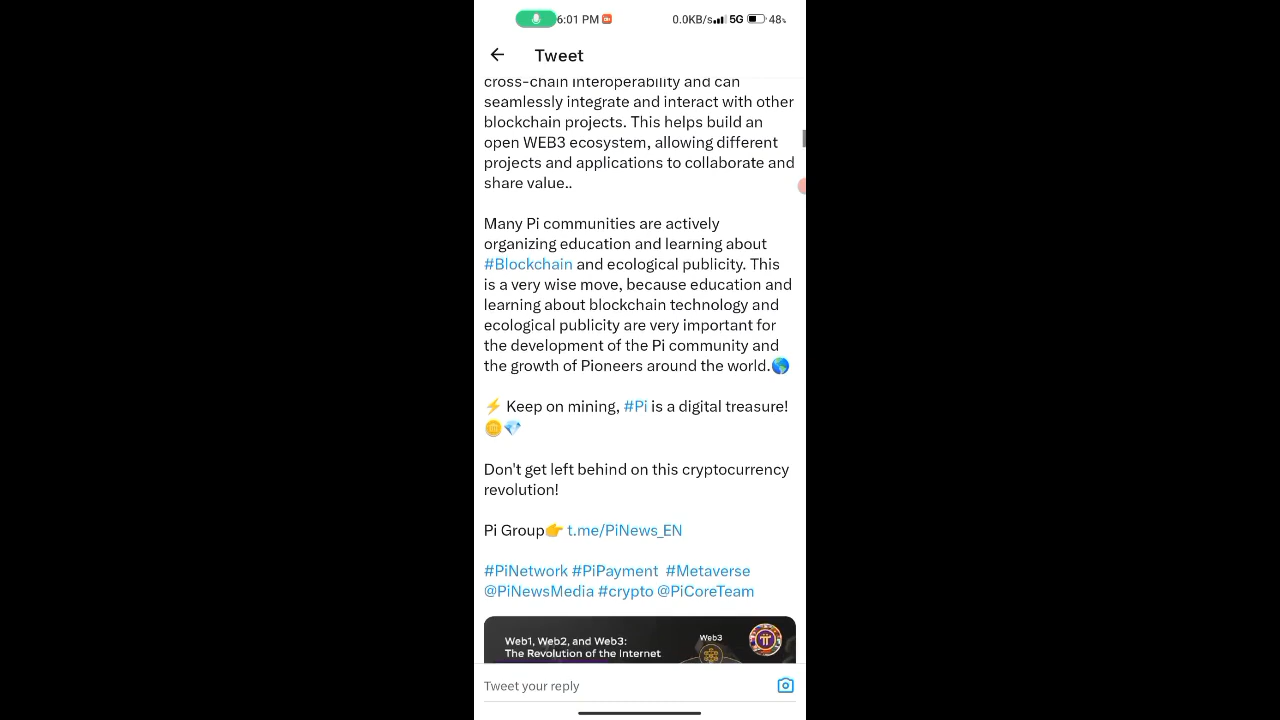 6:01 PM 0.0KB/s 5G 48%
Tweet
cross-chain interoperability and can
seamlessly integrate and interact with other
blockchain projects. This helps build an
open WEB3 ecosystem, allowing different
projects and applications to collaborate and
share value..
Many Pi communities are actively
organizing education and learning about
#Blockchain and ecological publicity. This
is a very wise move, because education and
learning about blockchain technology and
ecological publicity are very important for
the development of the Pi community and
the growth of Pioneers around the world.🌎
⚡ Keep on mining, #Pi is a digital treasure!
🪙💎
Don't get left behind on this cryptocurrency
revolution!
Pi Group👉 t.me/PiNews_EN
#PiNetwork #PiPayment #Metaverse
@PiNewsMedia #crypto @PiCoreTeam
Web1, Web2, and Web3:
The Revolution of the Internet
Web3
Tweet your reply